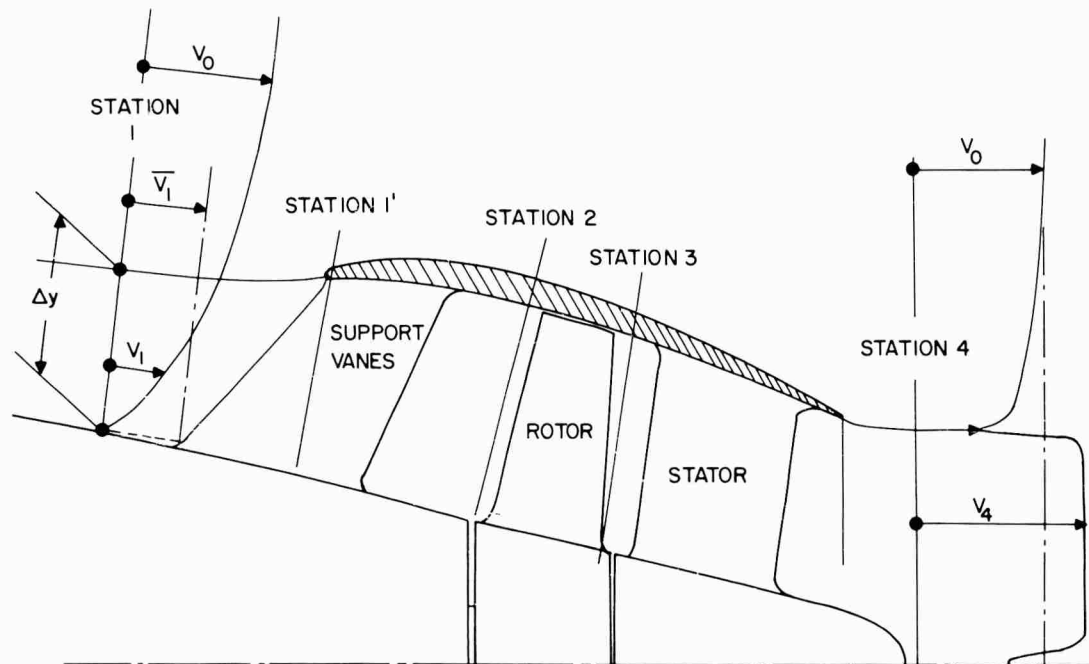 V0
STATION
1
V̅1
STATION 1'
STATION 2
V0
Δy
STATION 3
V1
SUPPORT
VANES
STATION 4
ROTOR
STATOR
V4